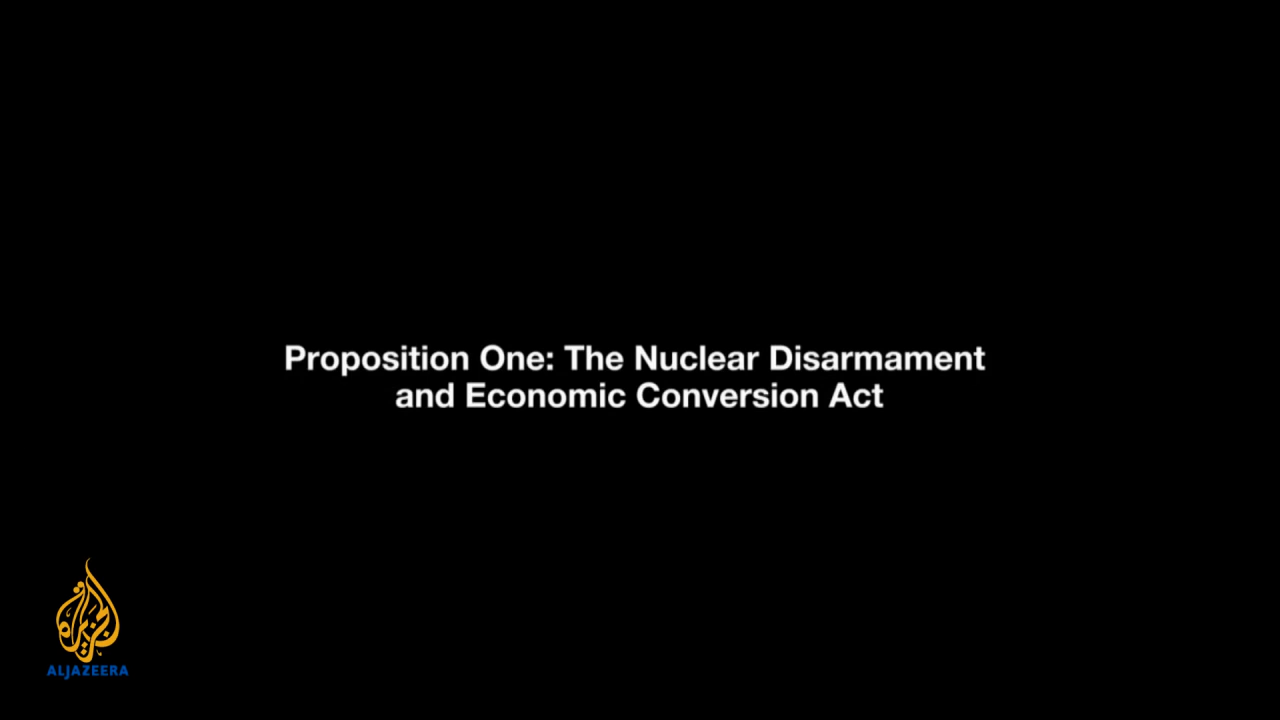 Proposition One: The Nuclear Disarmament
and Economic Conversion Act
الجزيرة
ALJAZEERA